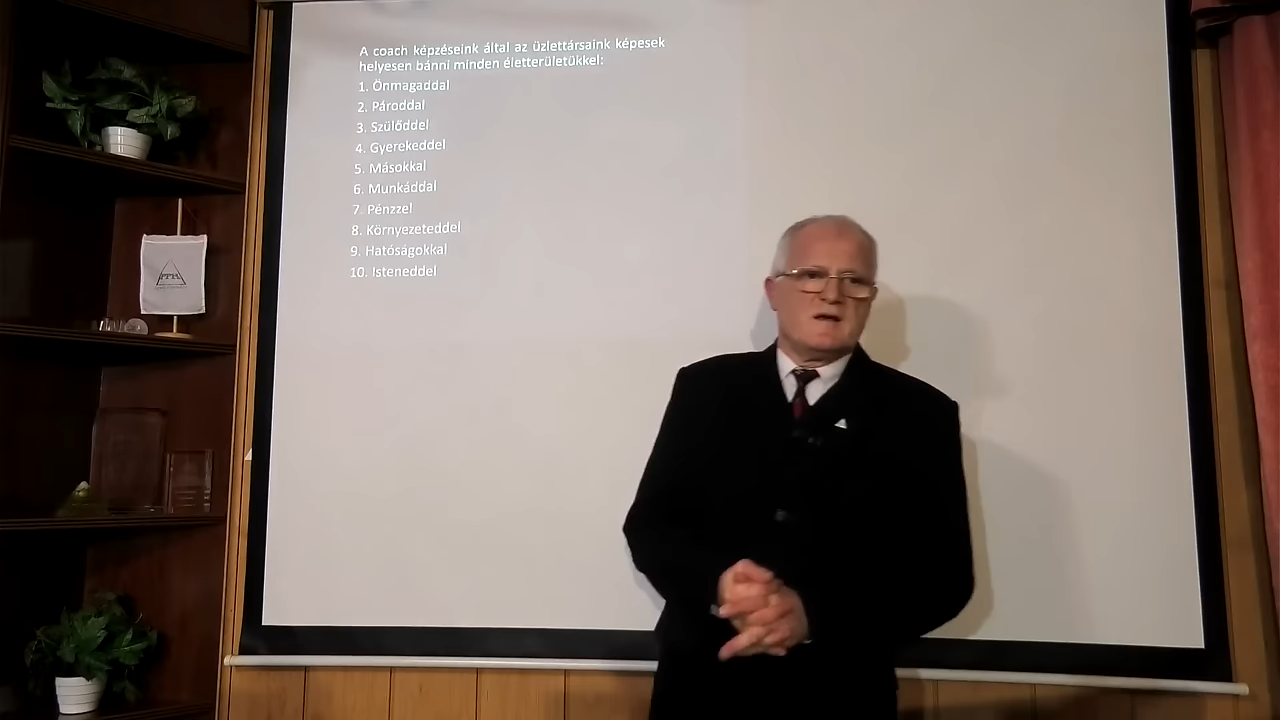 A coach képzéseink által az üzlettársaink képesek
helyesen bánni minden életterületükkel:
1. Önmagaddal
2. Pároddal
3. Szülőddel
4. Gyerekeddel
5. Másokkal
6. Munkáddal
7. Pénzzel
8. Környezeteddel
9. Hatóságokkal
10. Isteneddel